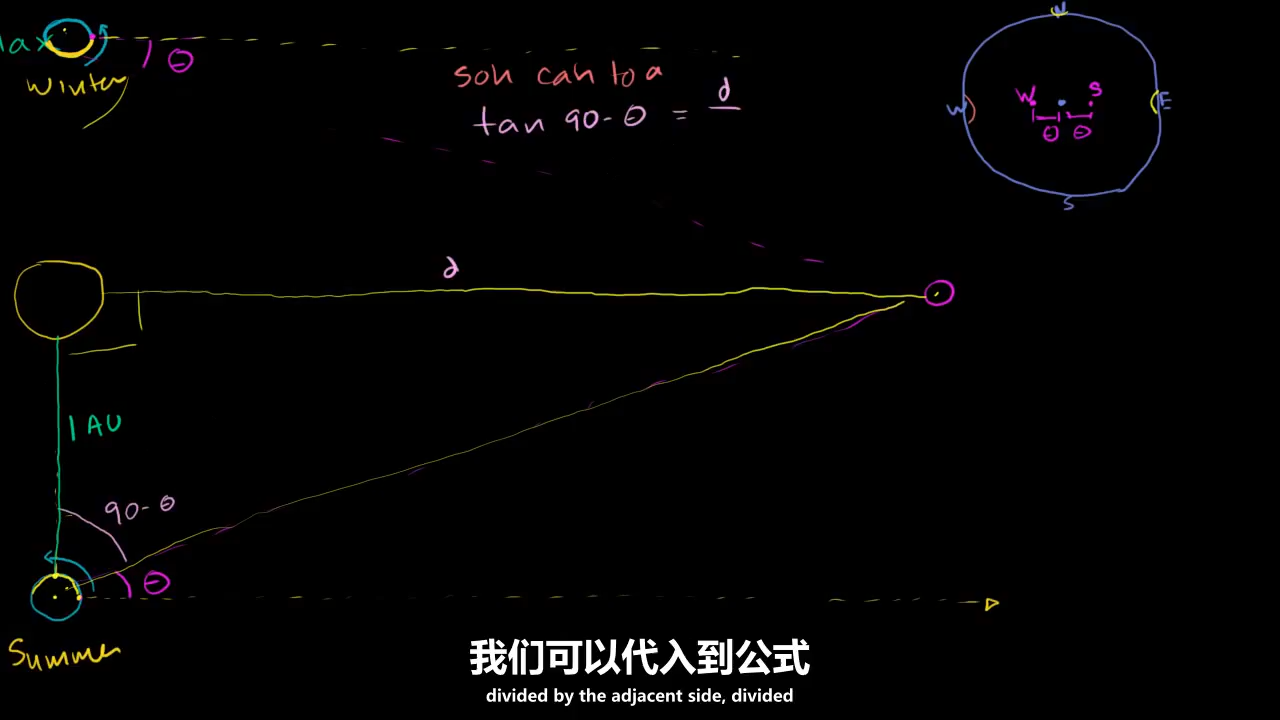 lax
Winter
θ
soh cah toa
tan 90-θ = d
N
W
E
S
W
S
θ
θ
d
1 AU
90-θ
θ
Summer
我们可以代入到公式
divided by the adjacent side, divided